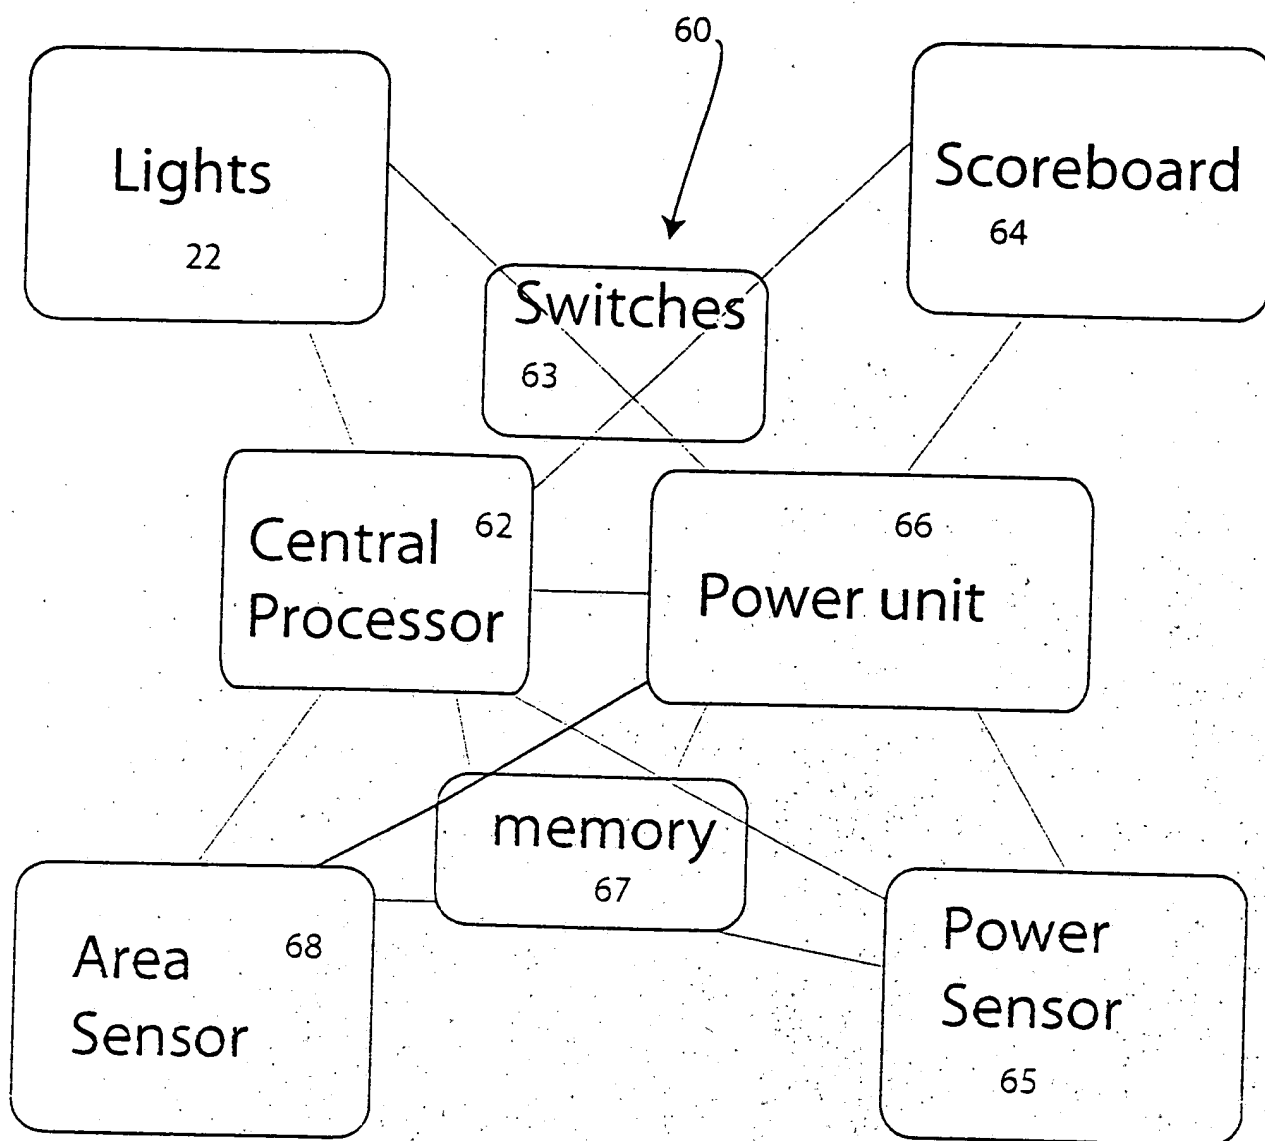 60
Lights
22
Scoreboard
64
Switches
63
Central
Processor
62
66
Power unit
memory
67
Area
Sensor
68
Power
Sensor
65